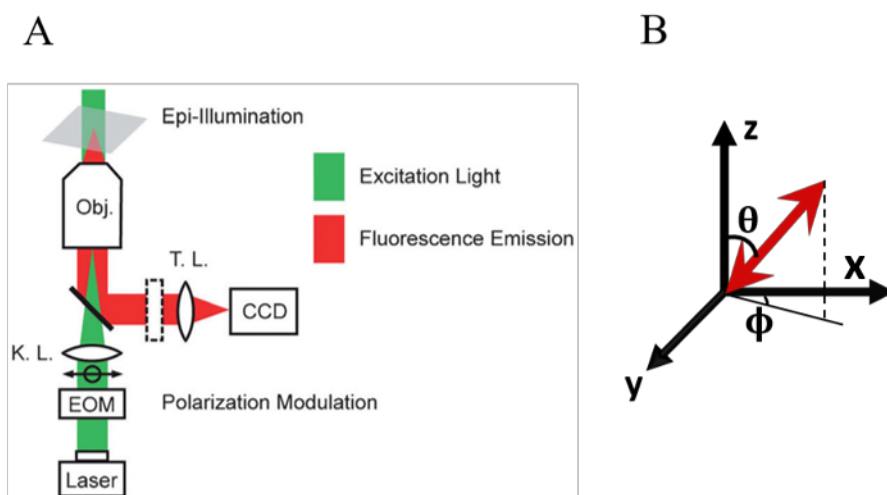 A
Epi-Illumination
Obj.
Excitation Light
Fluorescence Emission
T. L.
CCD
K. L.
EOM
Polarization Modulation
Laser
B
z
θ
X
ϕ
y